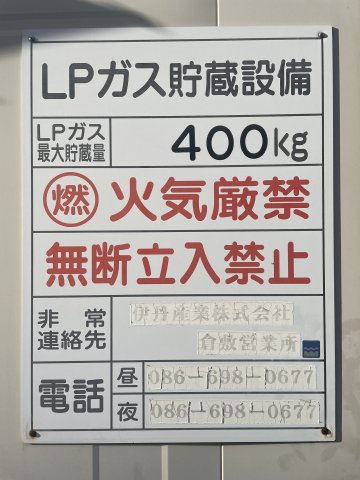 LPガス貯蔵設備
LPガス
最大貯蔵量
400kg
燃 火気厳禁
無断立入禁止
非常
連絡先
伊丹産業株式会社
倉敷営業所
電話
昼 086-698-0677
夜 086-698-0677